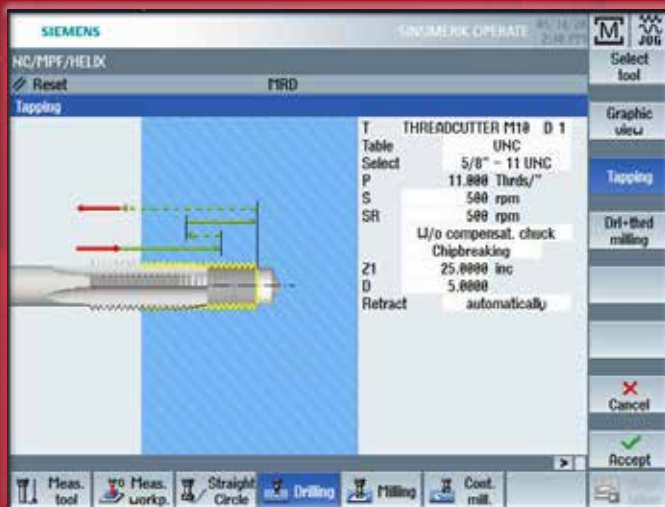 SIEMENS
SINUMERIK OPERATE
M
JOG
NC/MPF/HELIX
Reset MRD
Tapping
T THREADCUTTER M10 D 1
Table UNC
Select 5/8" - 11 UNC
P 11.000 Thrds/"
S 500 rpm
SR 500 rpm
W/o compensat. chuck
Chipbreaking
Z1 25.0000 inc
D 5.0000
Retract automatically
Select tool
Graphic view
Tapping
Drl+thrd milling
Cancel
Accept
Meas. tool
Meas. workp.
Straight Circle
Drilling
Milling
Cont. mill.